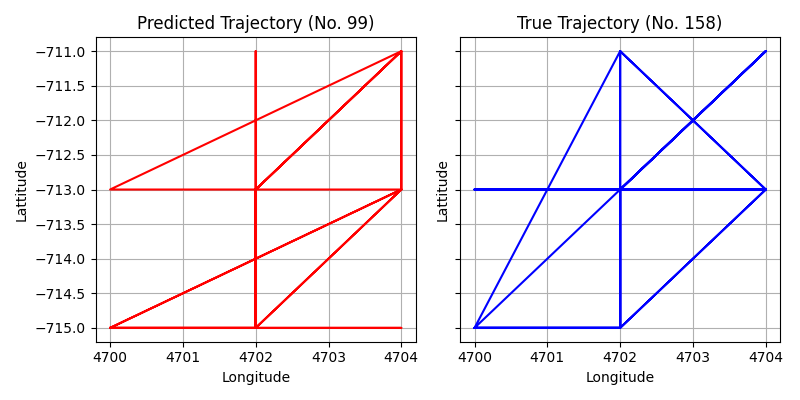 Predicted Trajectory (No. 99)
True Trajectory (No. 158)
−711.0
−711.5
−712.0
−712.5
−713.0
−713.5
−714.0
−714.5
−715.0
Lattitude
Lattitude
4700 4701 4702 4703 4704
4700 4701 4702 4703 4704
Longitude
Longitude